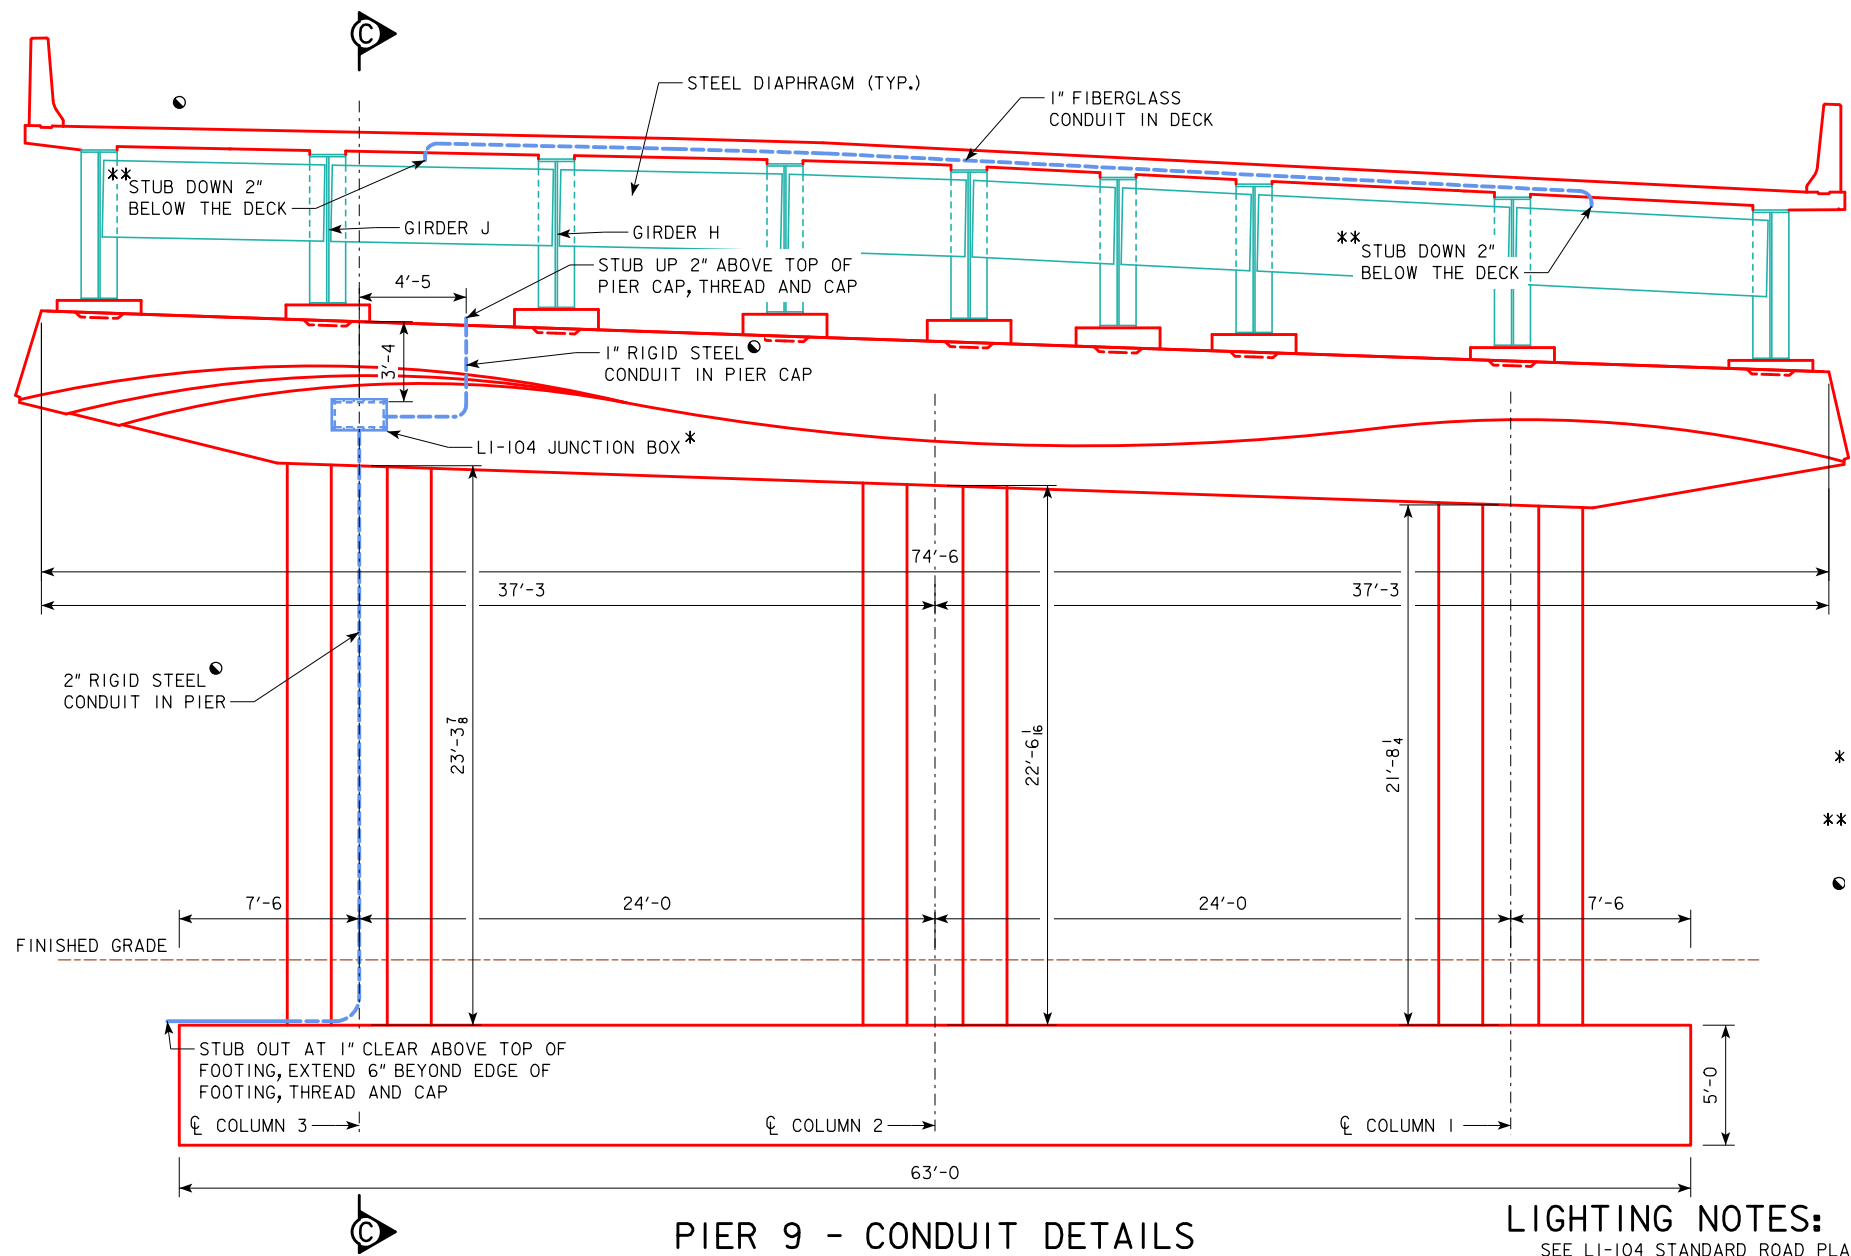 C
STEEL DIAPHRAGM (TYP.)
1" FIBERGLASS
CONDUIT IN DECK
**STUB DOWN 2"
BELOW THE DECK
GIRDER J
GIRDER H
**STUB DOWN 2"
BELOW THE DECK
STUB UP 2" ABOVE TOP OF
PIER CAP, THREAD AND CAP
4'-5
3'-4
1" RIGID STEEL
CONDUIT IN PIER CAP
LI-104 JUNCTION BOX*
74'-6
37'-3
37'-3
2" RIGID STEEL
CONDUIT IN PIER
23'-3 7/8
22'-6 1/16
21'-8 1/4
*
**
7'-6
24'-0
24'-0
7'-6
FINISHED GRADE
STUB OUT AT 1" CLEAR ABOVE TOP OF
FOOTING, EXTEND 6" BEYOND EDGE OF
FOOTING, THREAD AND CAP
5'-0
℄ COLUMN 3
℄ COLUMN 2
℄ COLUMN 1
63'-0
C
PIER 9 - CONDUIT DETAILS
LIGHTING NOTES:
SEE LI-104 STANDARD ROAD PLA